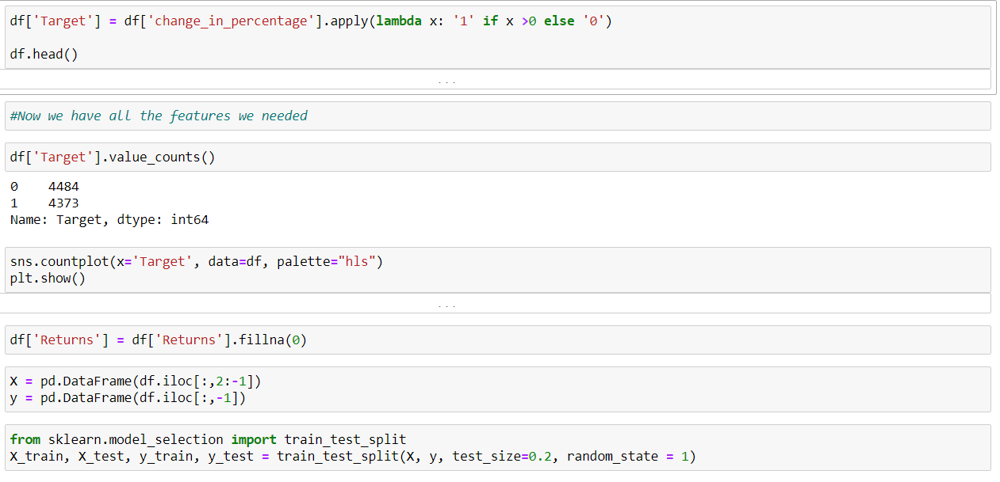 df['Target'] = df['change_in_percentage'].apply(lambda x: '1' if x >0 else '0')
df.head()
...
#Now we have all the features we needed
df['Target'].value_counts()
0    4484
1    4373
Name: Target, dtype: int64
sns.countplot(x='Target', data=df, palette="hls")
plt.show()
...
df['Returns'] = df['Returns'].fillna(0)
X = pd.DataFrame(df.iloc[:,2:-1])
y = pd.DataFrame(df.iloc[:,-1])
from sklearn.model_selection import train_test_split
X_train, X_test, y_train, y_test = train_test_split(X, y, test_size=0.2, random_state = 1)